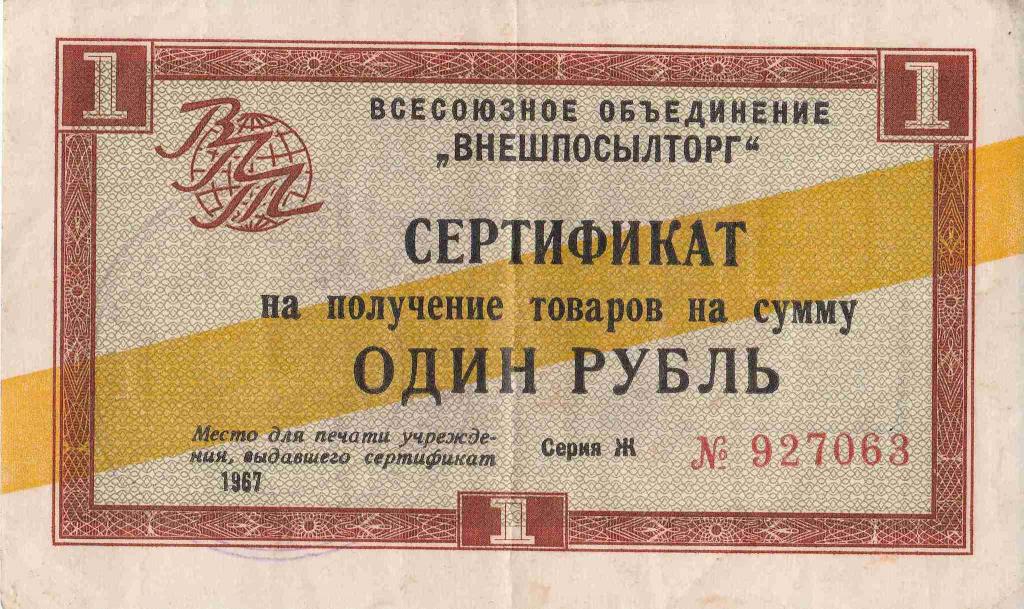 1
1
ВПТ
ВСЕСОЮЗНОЕ ОБЪЕДИНЕНИЕ
„ВНЕШПОСЫЛТОРГ“
СЕРТИФИКАТ
на получение товаров на сумму
ОДИН РУБЛЬ
Место для печати учрежде-
ния, выдавшего сертификат
1967
Серия Ж
№ 927063
1